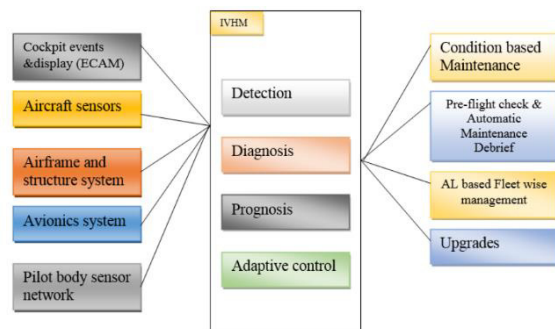 Cockpit events
&display (ECAM)
Aircraft sensors
Airframe and
structure system
Avionics system
Pilot body sensor
network
IVHM
Detection
Diagnosis
Prognosis
Adaptive control
Condition based
Maintenance
Pre-flight check &
Automatic
Maintenance
Debrief
AL based Fleet wise
management
Upgrades